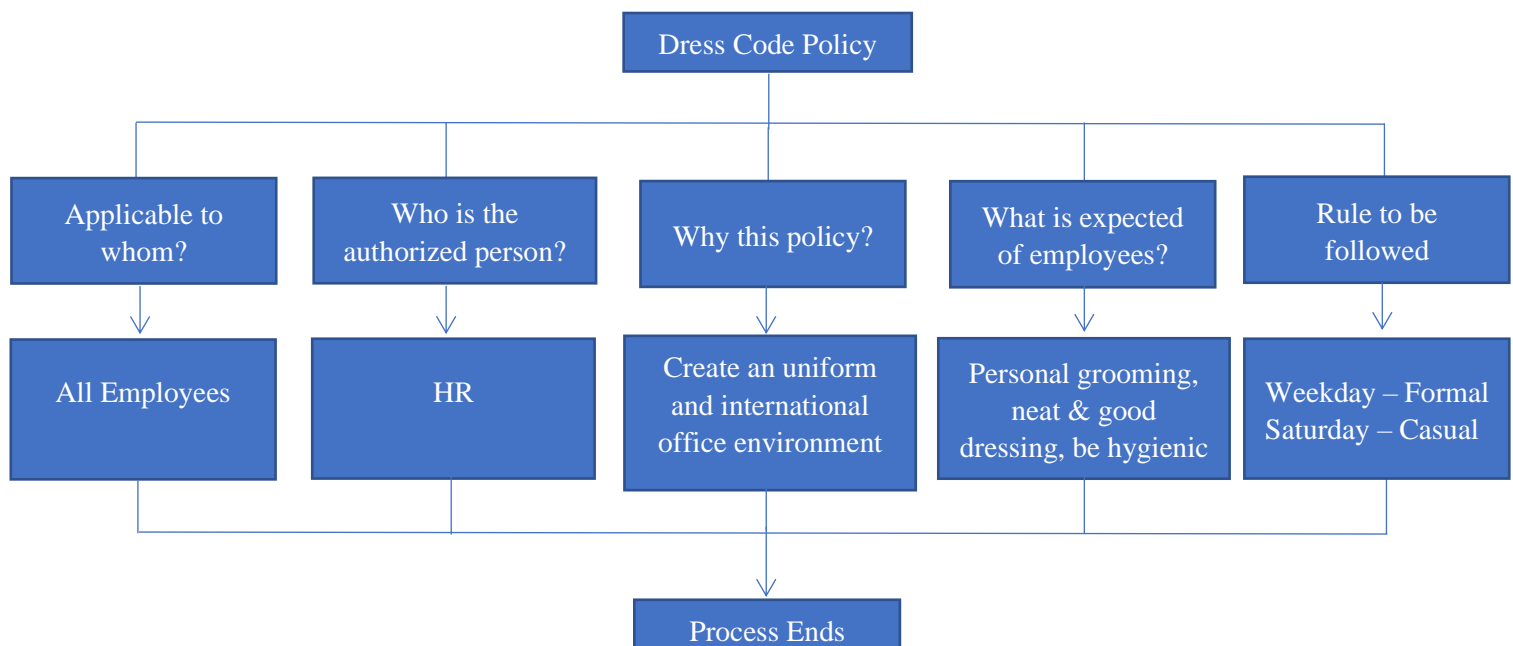 Dress Code Policy
Applicable to
whom?
Who is the
authorized person?
Why this policy?
What is expected
of employees?
Rule to be
followed
All Employees
HR
Create an uniform
and international
office environment
Personal grooming,
neat & good
dressing, be hygienic
Weekday – Formal
Saturday – Casual
Process Ends